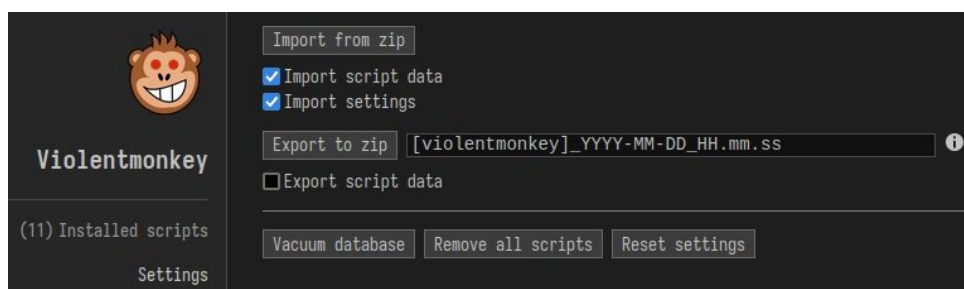 Violentmonkey
(11) Installed scripts
Settings
Import from zip
Import script data
Import settings
Export to zip [violentmonkey]_YYYY-MM-DD_HH.mm.ss
Export script data
Vacuum database Remove all scripts Reset settings